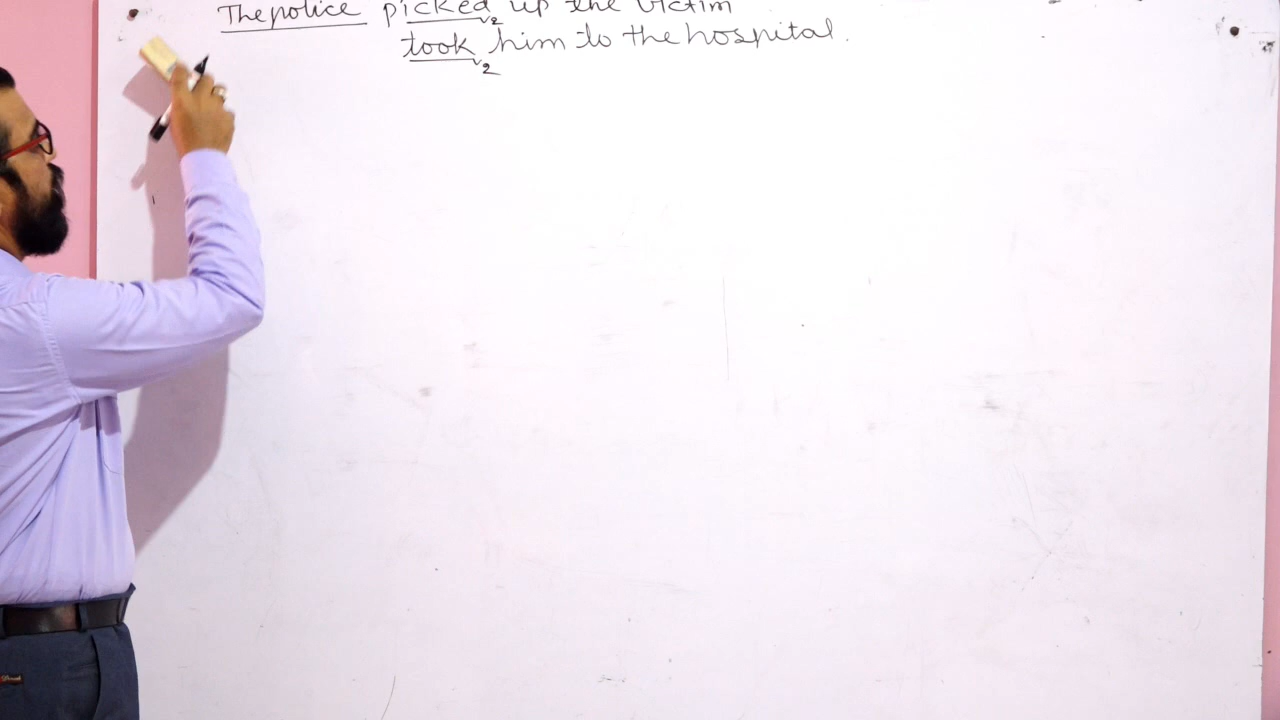 The police picked up the victim
V2
took him to the hospital.
V2